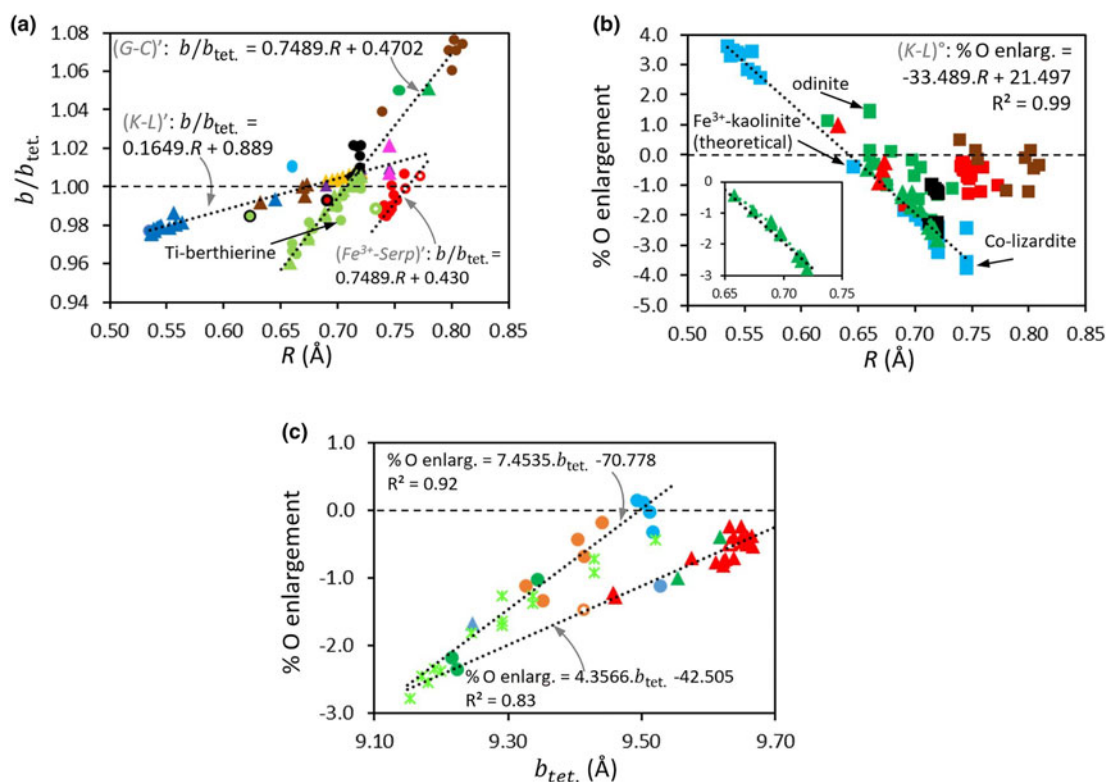 (a)
b/b_tet.
1.08
1.06
1.04
1.02
1.00
0.98
0.96
0.94
(G-C)’: b/b_tet. = 0.7489.R + 0.4702
(K-L)’: b/b_tet. =
0.1649.R + 0.889
Ti-berthierine
(Fe³⁺-Serp)’: b/b_tet. =
0.7489.R + 0.430
0.50 0.55 0.60 0.65 0.70 0.75 0.80 0.85
R (Å)
(b)
% O enlargement
4.0
3.0
2.0
1.0
0.0
-1.0
-2.0
-3.0
-4.0
-5.0
(K-L)°: % O enlarg. =
-33.489.R + 21.497
R² = 0.99
odinite
Fe³⁺-kaolinite
(theoretical)
Co-lizardite
0
-1
-2
-3
0.65 0.70 0.75
0.50 0.55 0.60 0.65 0.70 0.75 0.80 0.85
R (Å)
(c)
% O enlargement
1.0
0.0
-1.0
-2.0
-3.0
% O enlarg. = 7.4535.b_tet. -70.778
R² = 0.92
% O enlarg. = 4.3566.b_tet. -42.505
R² = 0.83
9.10 9.30 9.50 9.70
b_tet. (Å)